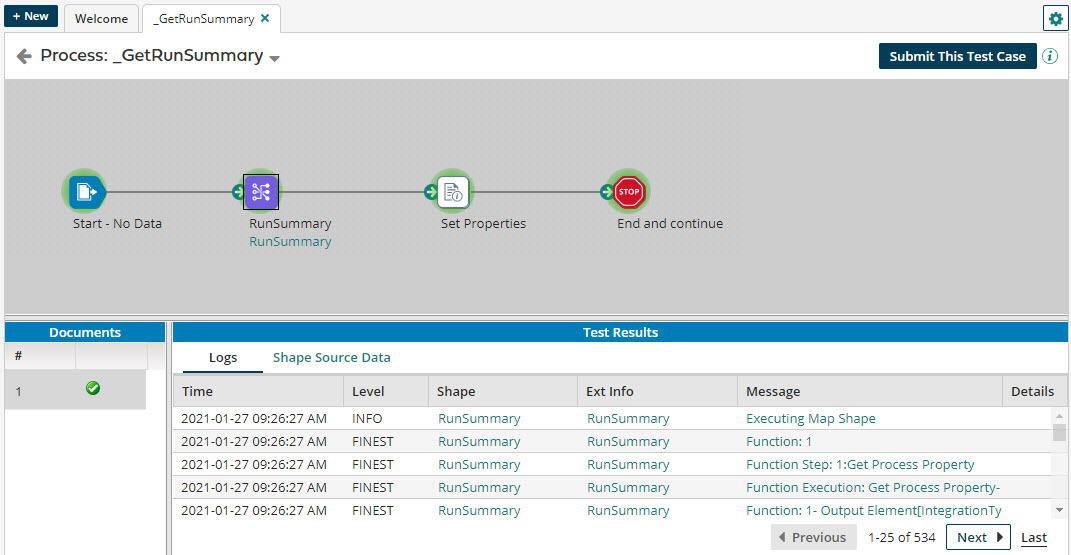 + New
Welcome
_GetRunSummary ×
Process: _GetRunSummary
Submit This Test Case
i
Start - No Data
RunSummary
RunSummary
Set Properties
STOP
End and continue
Documents
#
1
Test Results
Logs Shape Source Data
Time Level Shape Ext Info Message Details
2021-01-27 09:26:27 AM INFO RunSummary RunSummary Executing Map Shape
2021-01-27 09:26:27 AM FINEST RunSummary RunSummary Function: 1
2021-01-27 09:26:27 AM FINEST RunSummary RunSummary Function Step: 1:Get Process Property
2021-01-27 09:26:27 AM FINEST RunSummary RunSummary Function Execution: Get Process Property-
2021-01-27 09:26:27 AM FINEST RunSummary RunSummary Function: 1- Output Element[IntegrationTy
Previous 1-25 of 534 Next Last